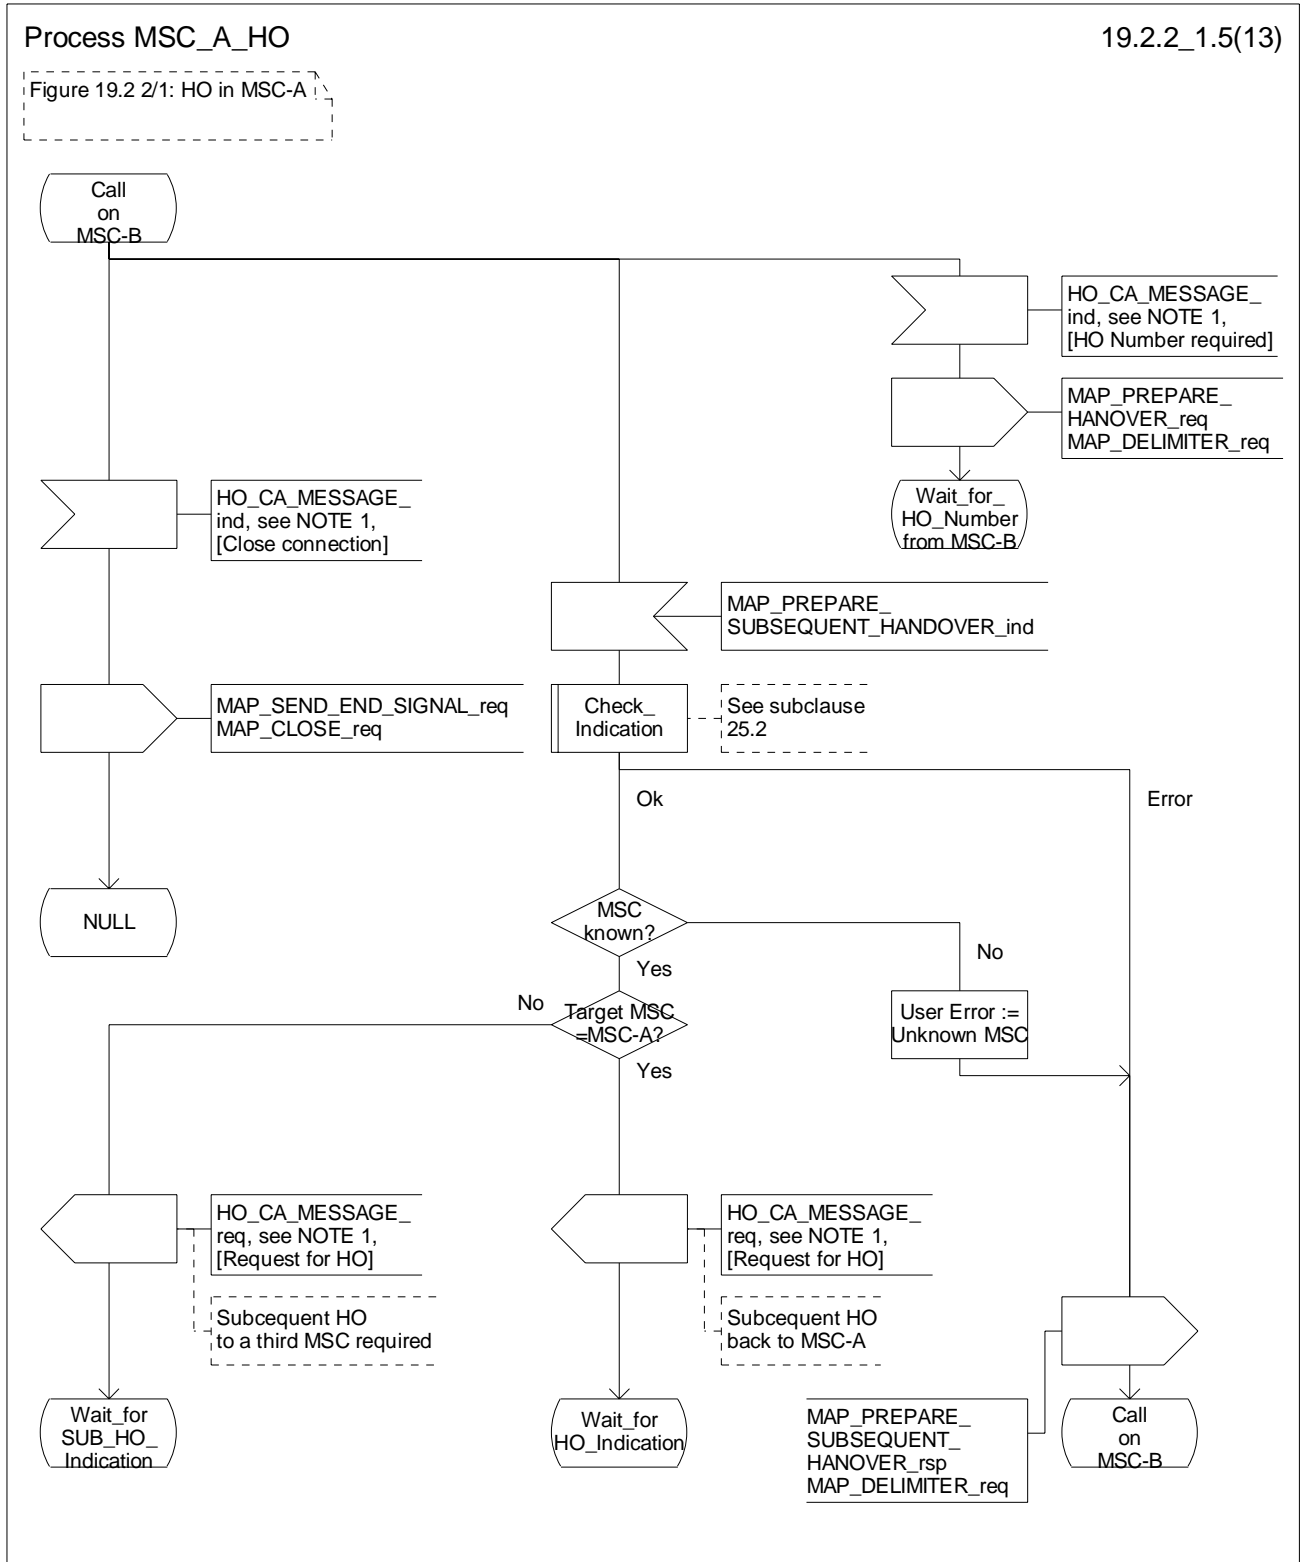 Process MSC_A_HO
19.2.2_1.5(13)
Figure 19.2 2/1: HO in MSC-A
Call
on
MSC-B
HO_CA_MESSAGE_
ind, see NOTE 1,
[HO Number required]
MAP_PREPARE_
HANOVER_req
MAP_DELIMITER_req
Wait_for_
HO_Number
from MSC-B
HO_CA_MESSAGE_
ind, see NOTE 1,
[Close connection]
MAP_PREPARE_
SUBSEQUENT_HANDOVER_ind
MAP_SEND_END_SIGNAL_req
MAP_CLOSE_req
Check_
Indication
See subclause
25.2
Ok
Error
NULL
MSC
known?
No
Yes
No
Target MSC
=MSC-A?
User Error :=
Unknown MSC
Yes
HO_CA_MESSAGE_
req, see NOTE 1,
[Request for HO]
Subcequent HO
to a third MSC required
HO_CA_MESSAGE_
req, see NOTE 1,
[Request for HO]
Subcequent HO
back to MSC-A
Wait_for
SUB_HO_
Indication
Wait_for
HO_Indication
MAP_PREPARE_
SUBSEQUENT_
HANOVER_rsp
MAP_DELIMITER_req
Call
on
MSC-B